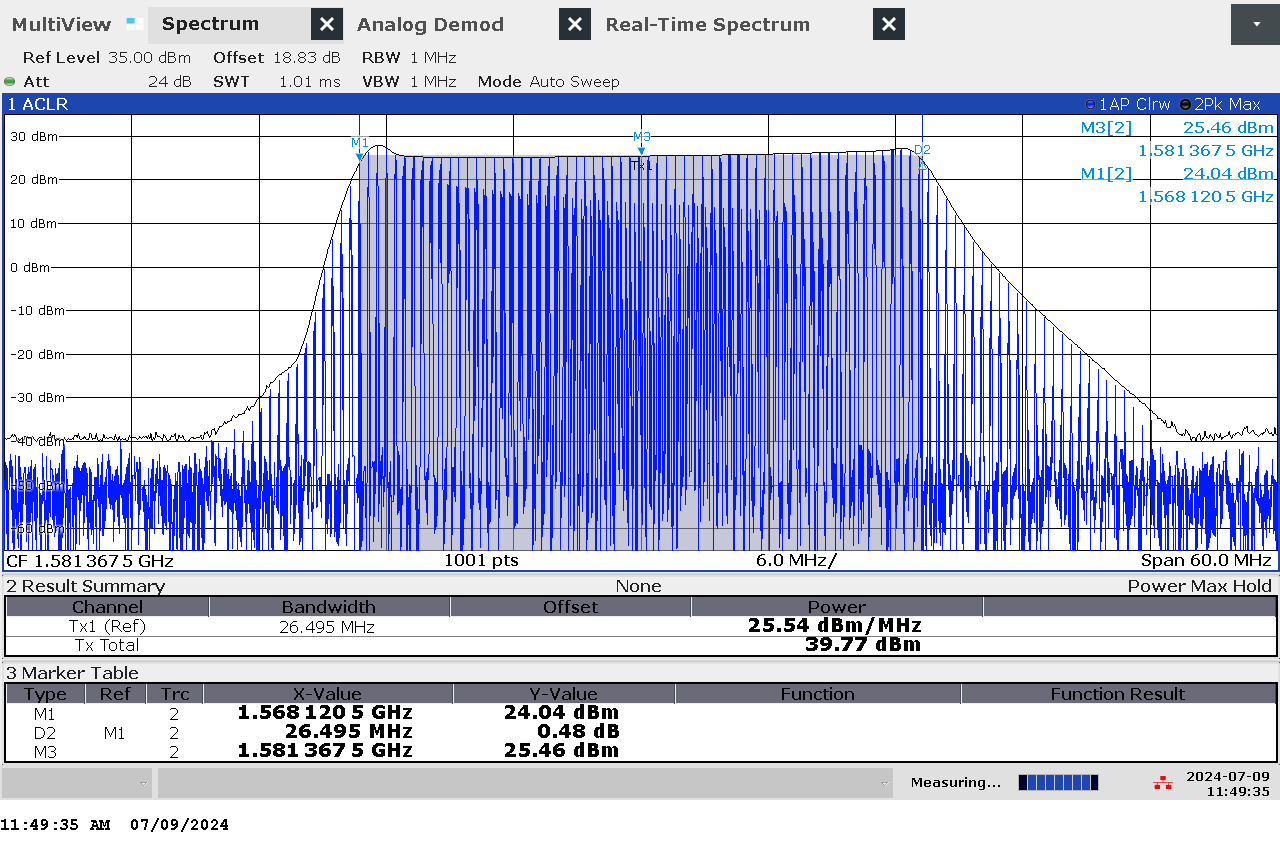 MultiView Spectrum Analog Demod Real-Time Spectrum
Ref Level 35.00 dBm Offset 18.83 dB RBW 1 MHz
Att 24 dB SWT 1.01 ms VBW 1 MHz Mode Auto Sweep
1 ACLR 1AP Clrw 2Pk Max
M3[2] 25.46 dBm
1.581 367 5 GHz
M1[2] 24.04 dBm
1.568 120 5 GHz
30 dBm
M1
M3
D2
Tx1
20 dBm
10 dBm
0 dBm
-10 dBm
-20 dBm
-30 dBm
-40 dBm
-50 dBm
-60 dBm
CF 1.581 367 5 GHz 1001 pts 6.0 MHz/ Span 60.0 MHz
2 Result Summary None Power Max Hold
Channel Bandwidth Offset Power
Tx1 (Ref) 26.495 MHz 25.54 dBm/MHz
Tx Total 39.77 dBm
3 Marker Table
Type Ref Trc X-Value Y-Value Function Function Result
M1 2 1.568 120 5 GHz 24.04 dBm
D2 M1 2 26.495 MHz 0.48 dB
M3 2 1.581 367 5 GHz 25.46 dBm
Measuring... 2024-07-09
11:49:35
11:49:35 AM 07/09/2024